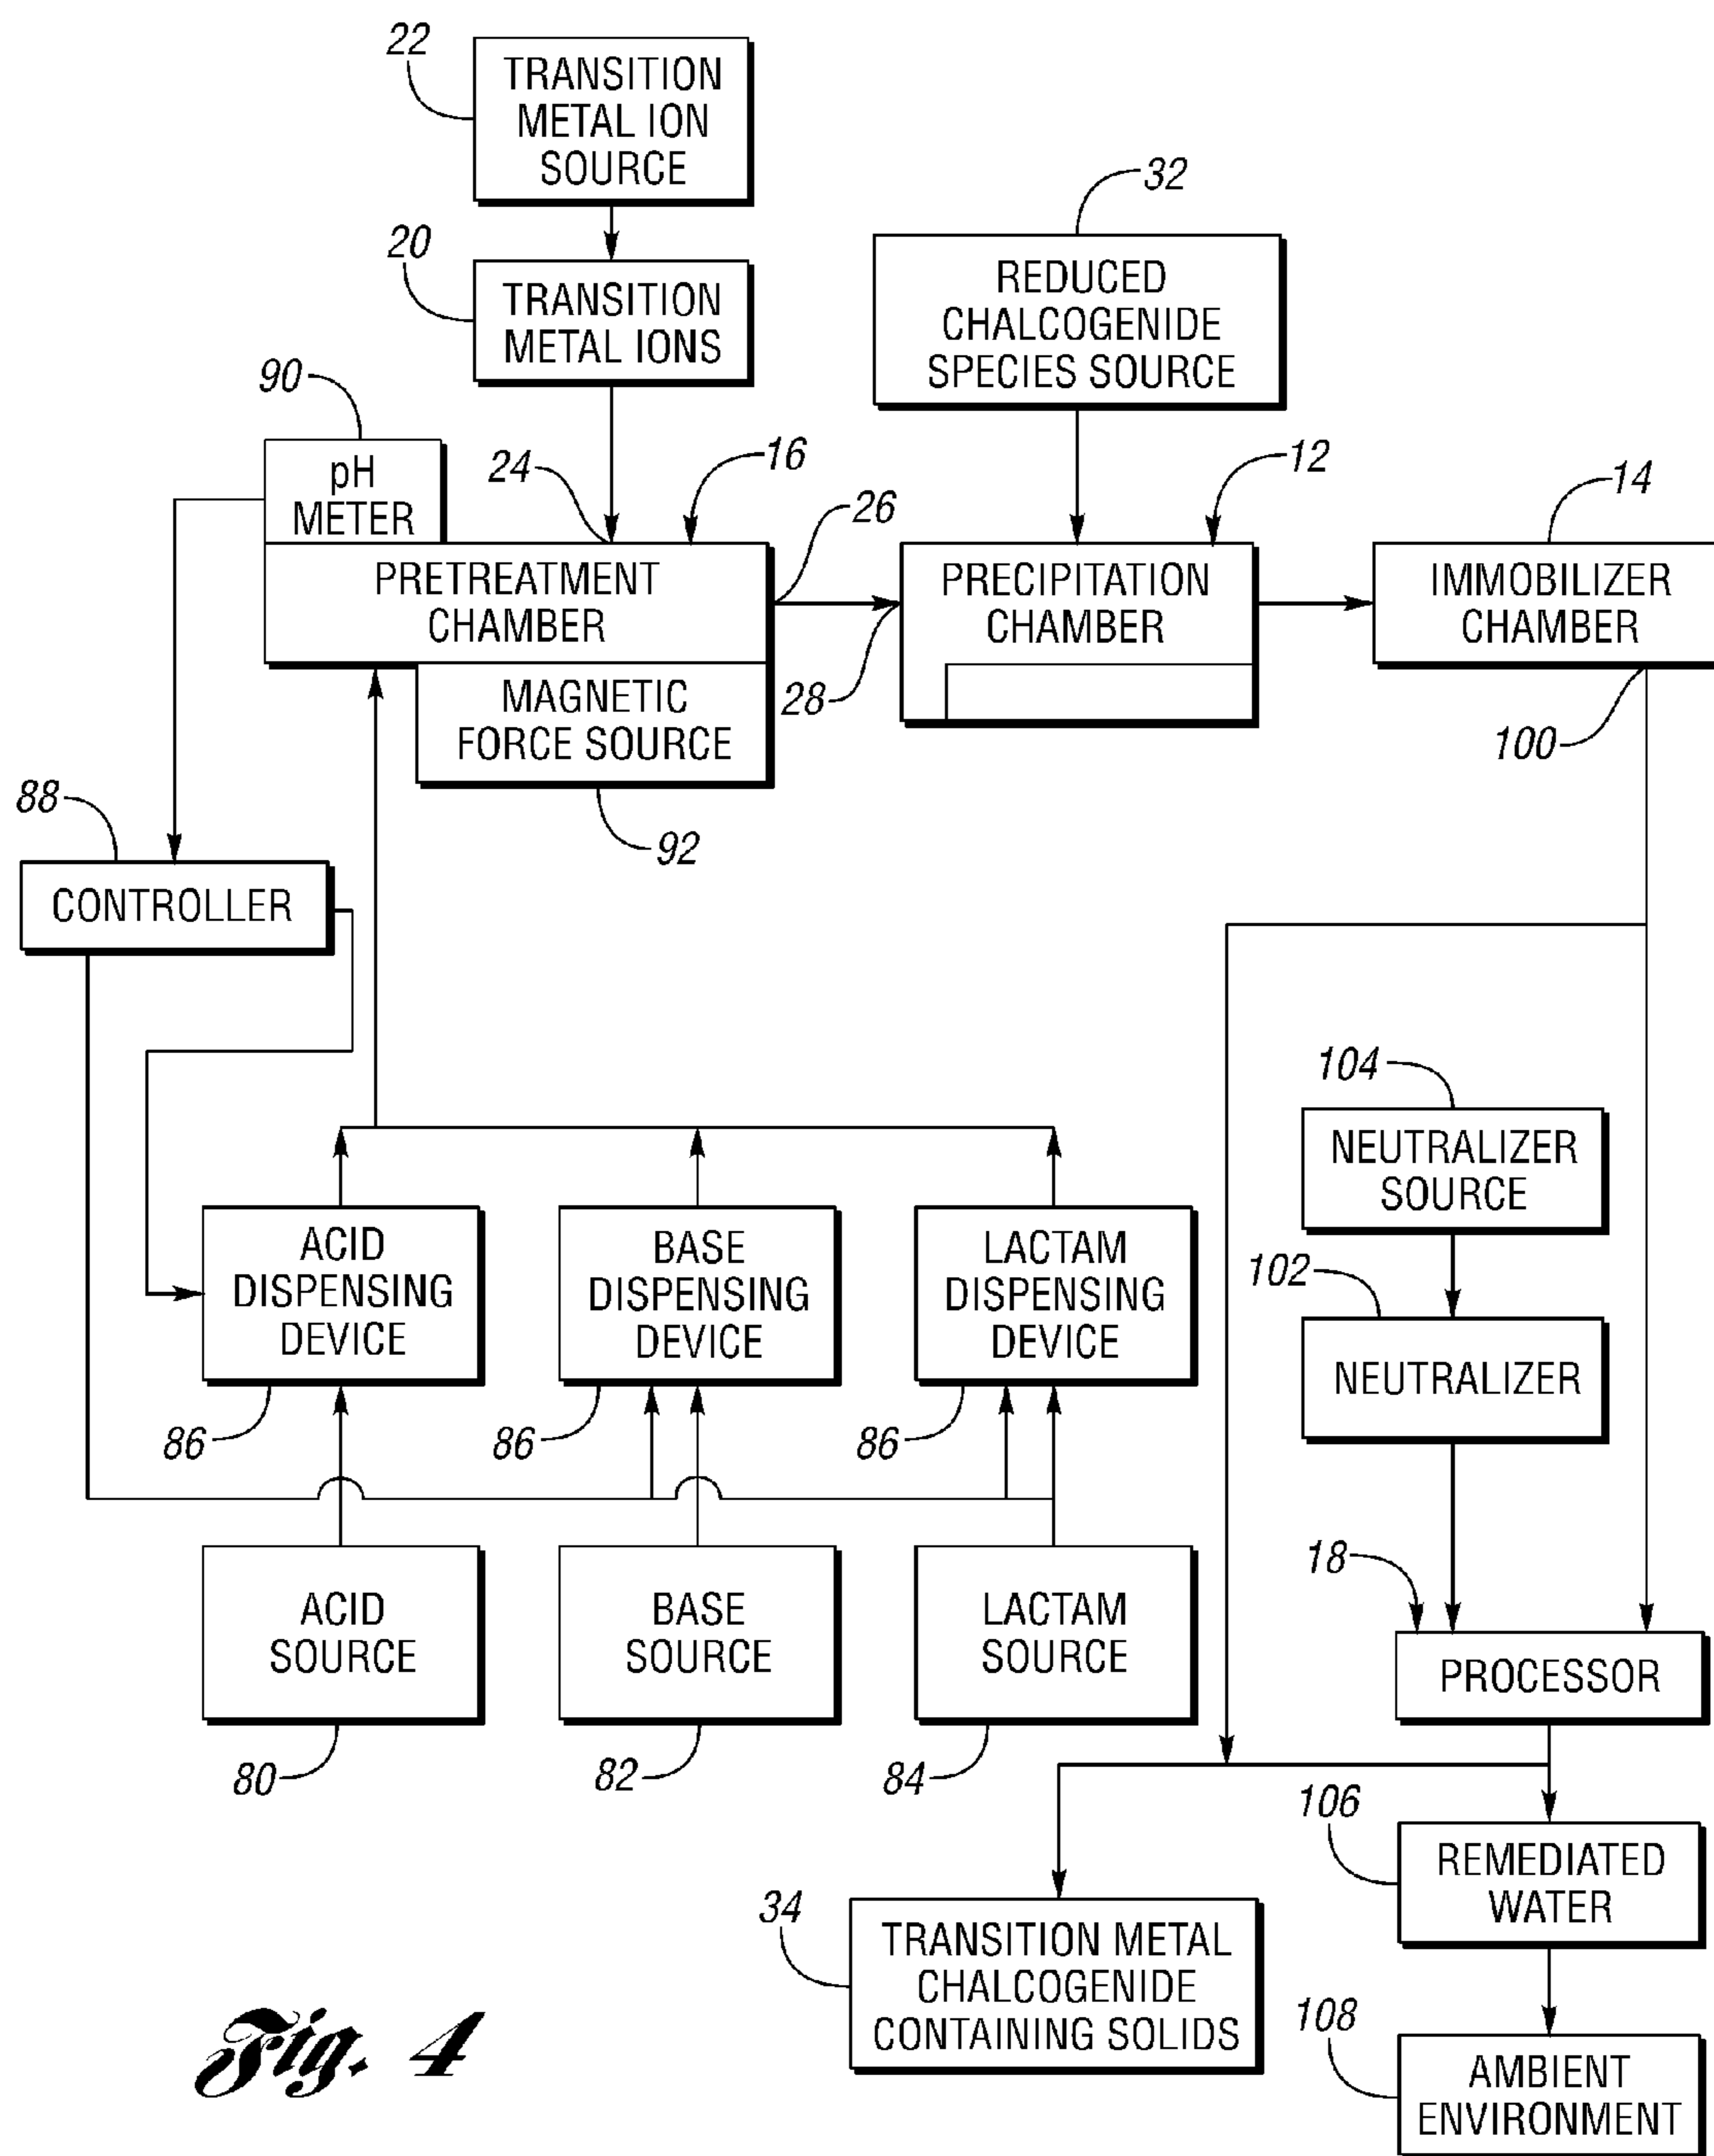 22
TRANSITION
METAL ION
SOURCE
20
TRANSITION
METAL IONS
32
REDUCED
CHALCOGENIDE
SPECIES SOURCE
90
pH
METER
24
16
26
12
14
PRETREATMENT
CHAMBER
PRECIPITATION
CHAMBER
IMMOBILIZER
CHAMBER
MAGNETIC
FORCE SOURCE
28
100
92
88
CONTROLLER
104
NEUTRALIZER
SOURCE
102
NEUTRALIZER
ACID
DISPENSING
DEVICE
BASE
DISPENSING
DEVICE
LACTAM
DISPENSING
DEVICE
86
86
86
ACID
SOURCE
BASE
SOURCE
LACTAM
SOURCE
80
82
84
18
PROCESSOR
106
REMEDIATED
WATER
34
TRANSITION METAL
CHALCOGENIDE
CONTAINING SOLIDS
108
AMBIENT
ENVIRONMENT
Fig. 4